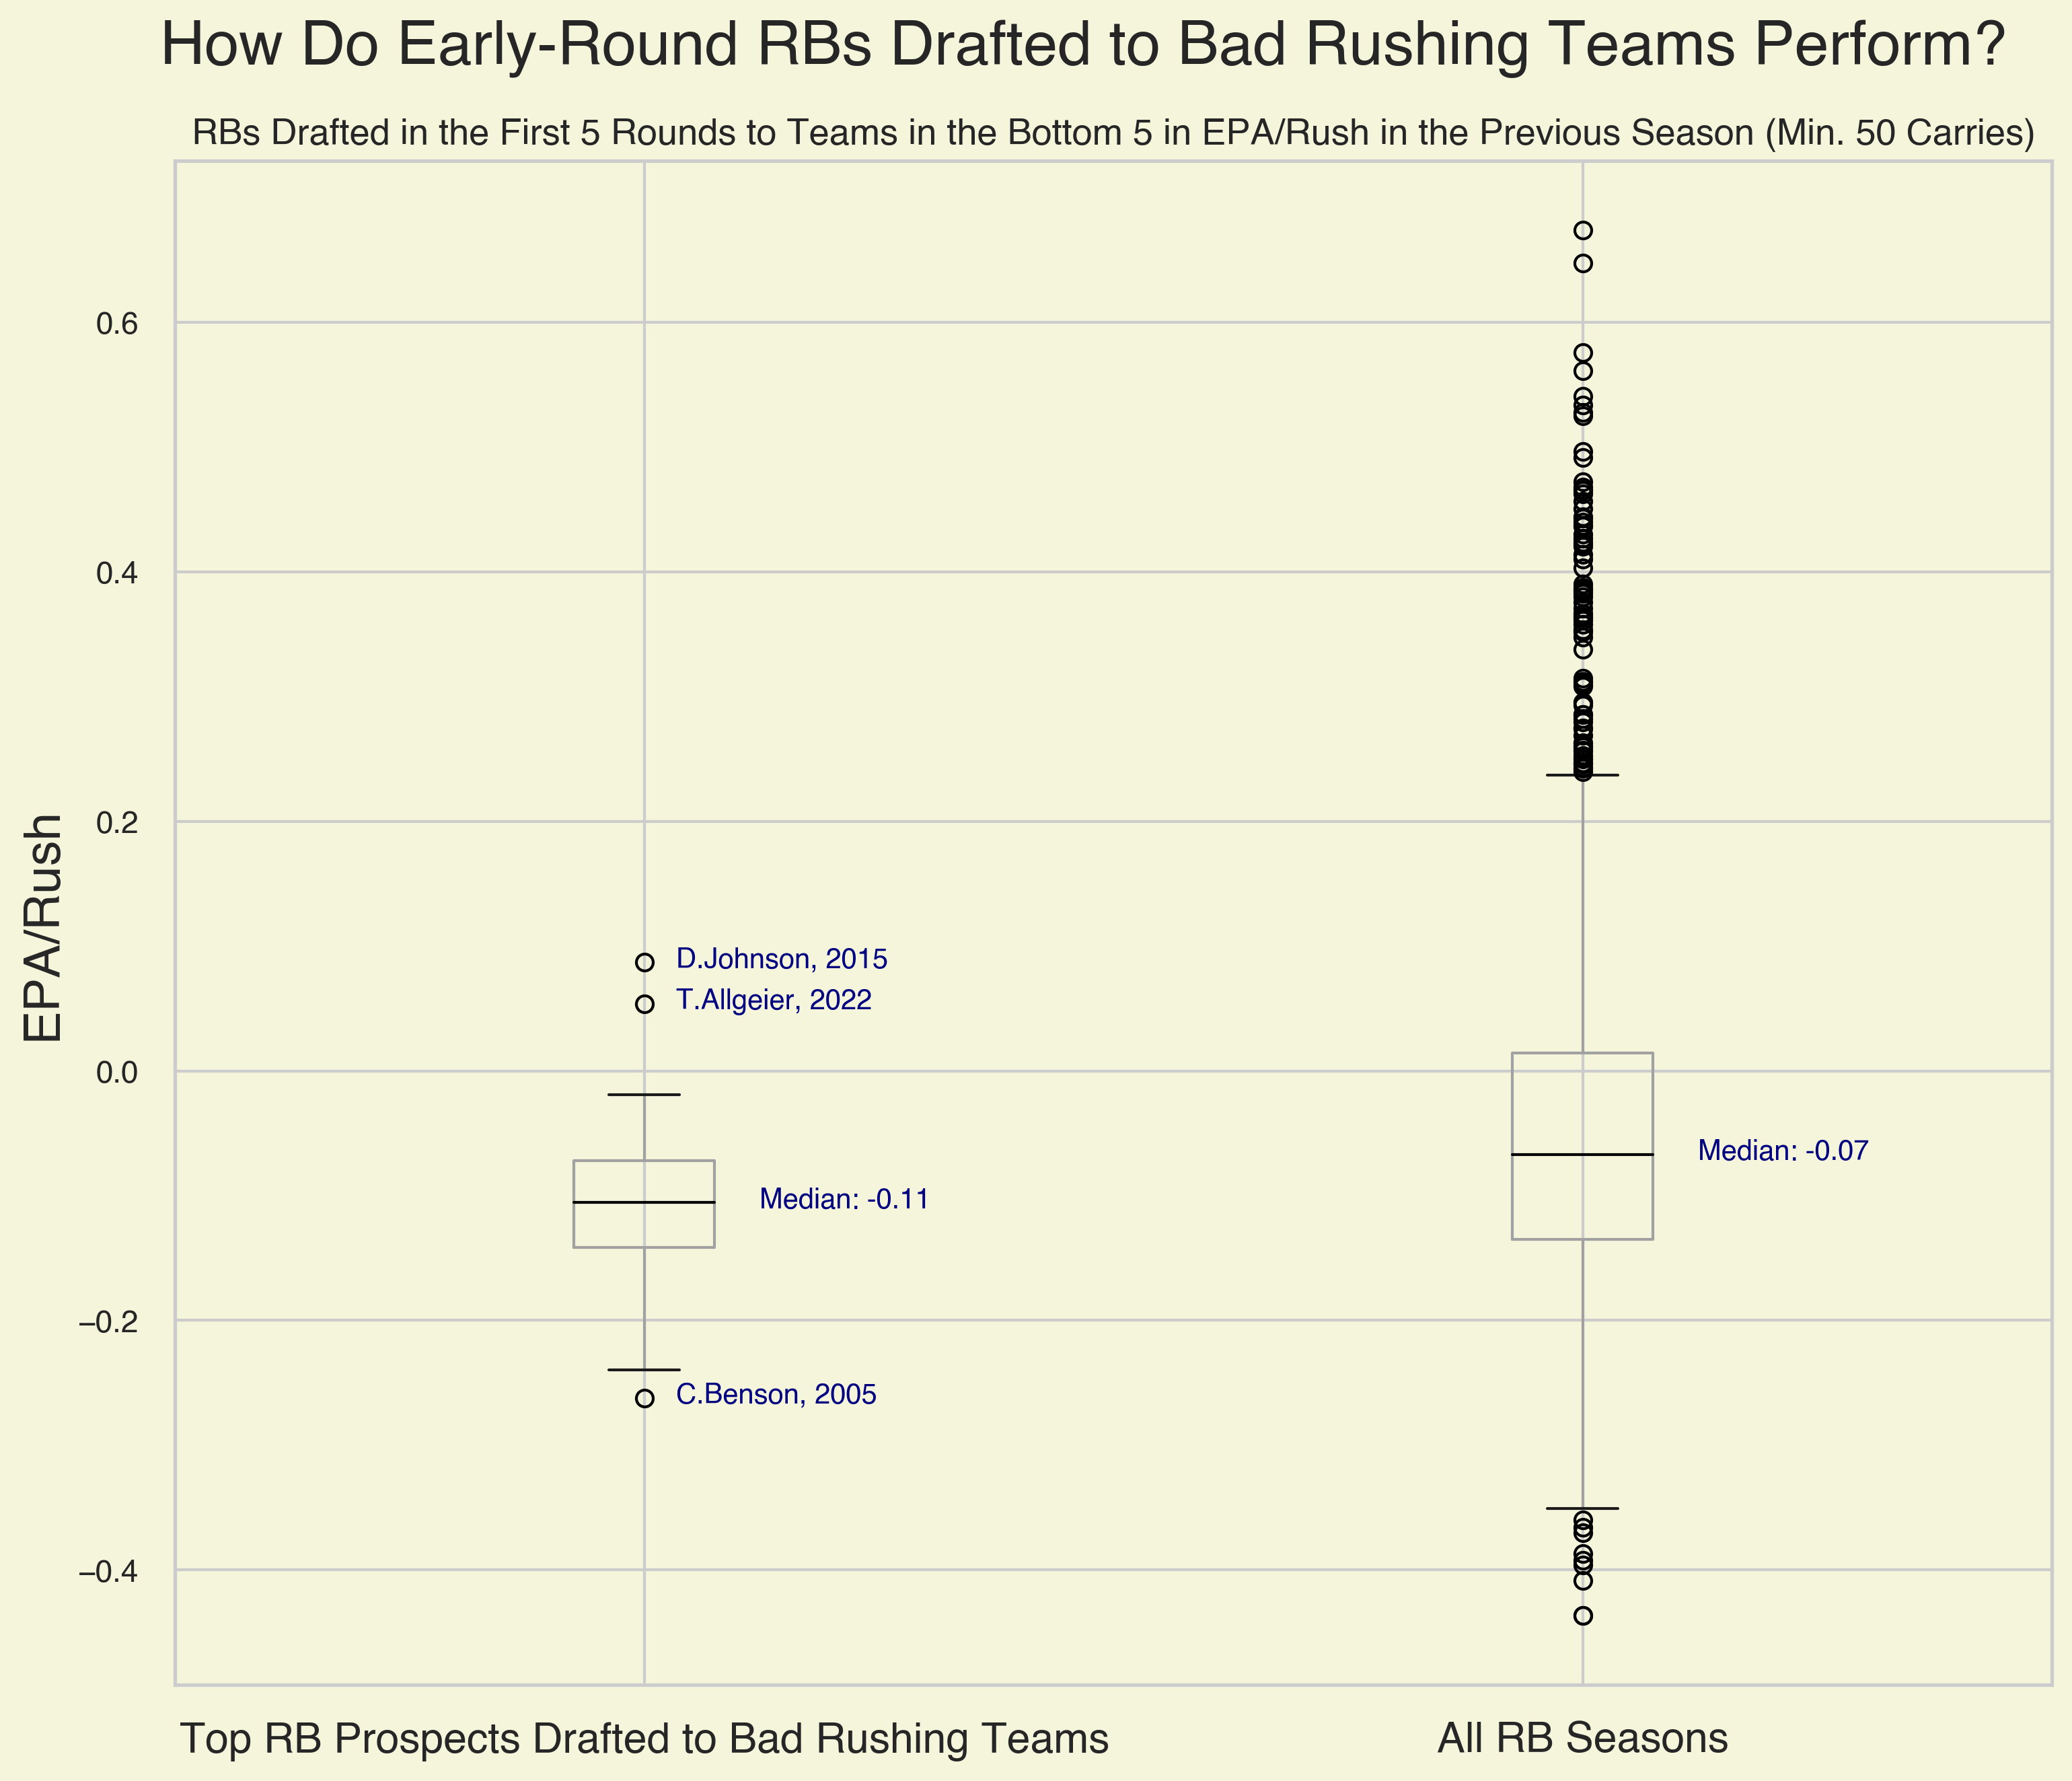 How Do Early-Round RBs Drafted to Bad Rushing Teams Perform?
RBs Drafted in the First 5 Rounds to Teams in the Bottom 5 in EPA/Rush in the Previous Season (Min. 50 Carries)
EPA/Rush
0.6
0.4
0.2
0.0
−0.2
−0.4
D.Johnson, 2015
T.Allgeier, 2022
Median: -0.11
C.Benson, 2005
Median: -0.07
Top RB Prospects Drafted to Bad Rushing Teams
All RB Seasons